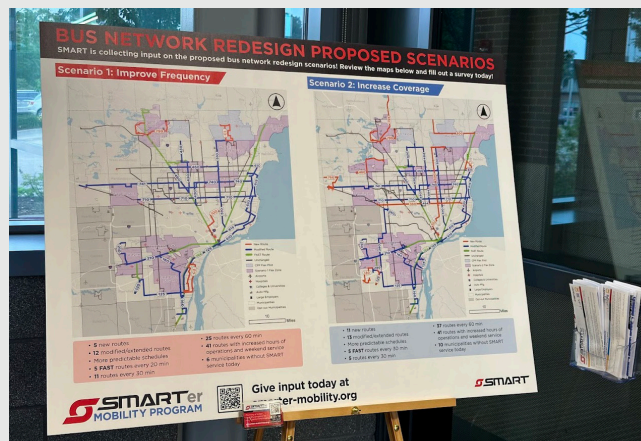 BUS NETWORK REDESIGN PROPOSED SCENARIOS
SMART is collecting input on the proposed bus network redesign scenarios! Review the maps below and fill out a survey today!
Scenario 1: Improve Frequency
• 5 new routes
• 12 modified/extended routes
• More predictable schedules
• 5 FAST routes every 20 min
• 11 routes every 30 min
• 25 routes every 60 min
• 41 routes with increased hours of
operations and weekend service
• 6 municipalities without SMART
service today
Scenario 2: Increase Coverage
• 11 new routes
• 13 modified/extended routes
• More predictable schedules
• 5 FAST routes every 30 min
• 6 routes every 30 min
• 37 routes every 60 min
• 41 routes with increased hours of
operations and weekend service
• 10 municipalities without SMART
service today
SMARTer
MOBILITY PROGRAM
Give input today at
ter-mobility.org
SMART